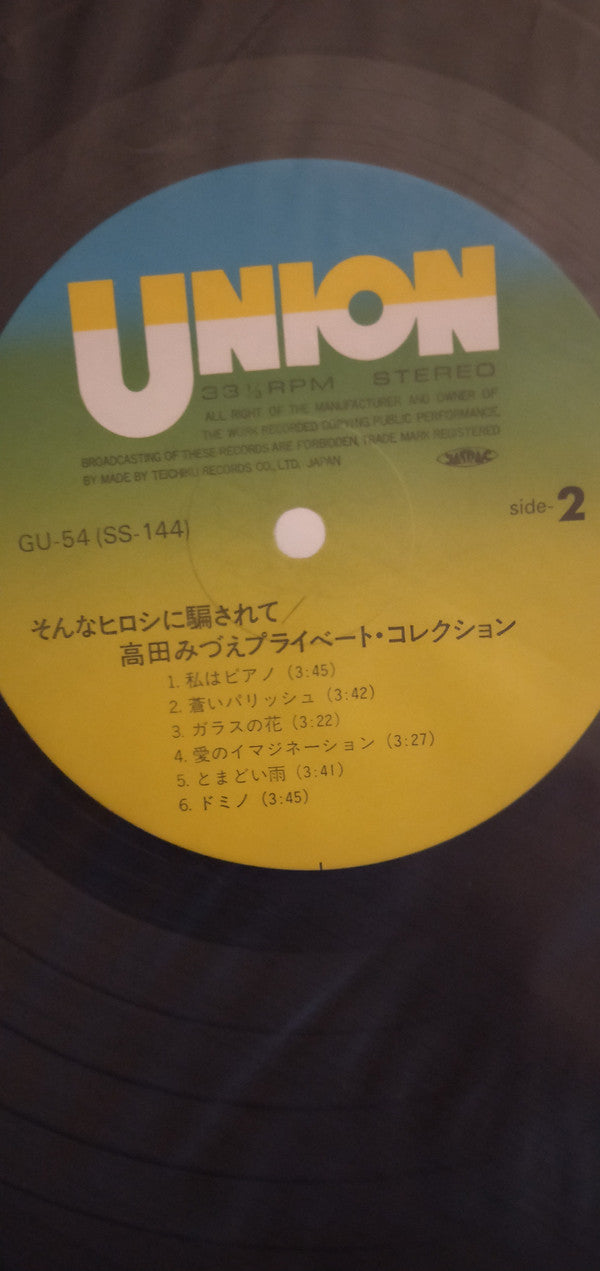 UNION
33 1/3 RPM STEREO
ALL RIGHT OF THE MANUFACTURER AND OWNER OF
THE WORK RECORDED COPYING PUBLIC PERFORMANCE,
BROADCASTING OF THESE RECORDS ARE FORBIDDEN, TRADE MARK REGISTERED
BY MADE BY TEICHIKU RECORDS CO., LTD. JAPAN
GU-54 (SS-144)
side-2
そんなヒロシに騙されて/
高田みづえプライベート・コレクション
1. 私はピアノ (3:45)
2. 蒼いパリッシュ (3:42)
3. ガラスの花 (3:22)
4. 愛のイマジネーション (3:27)
5. とまどい雨 (3:41)
6. ドミノ (3:45)